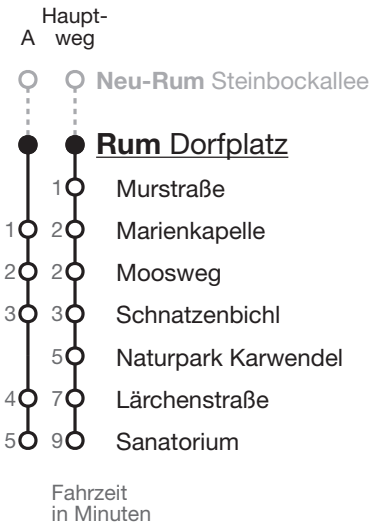 Haupt-
A weg
Neu-Rum Steinbockallee
Rum Dorfplatz
1 Murstraße
1 2 Marienkapelle
2 2 Moosweg
3 3 Schnatzenbichl
5 Naturpark Karwendel
4 7 Lärchenstraße
5 9 Sanatorium
Fahrzeit
in Minuten